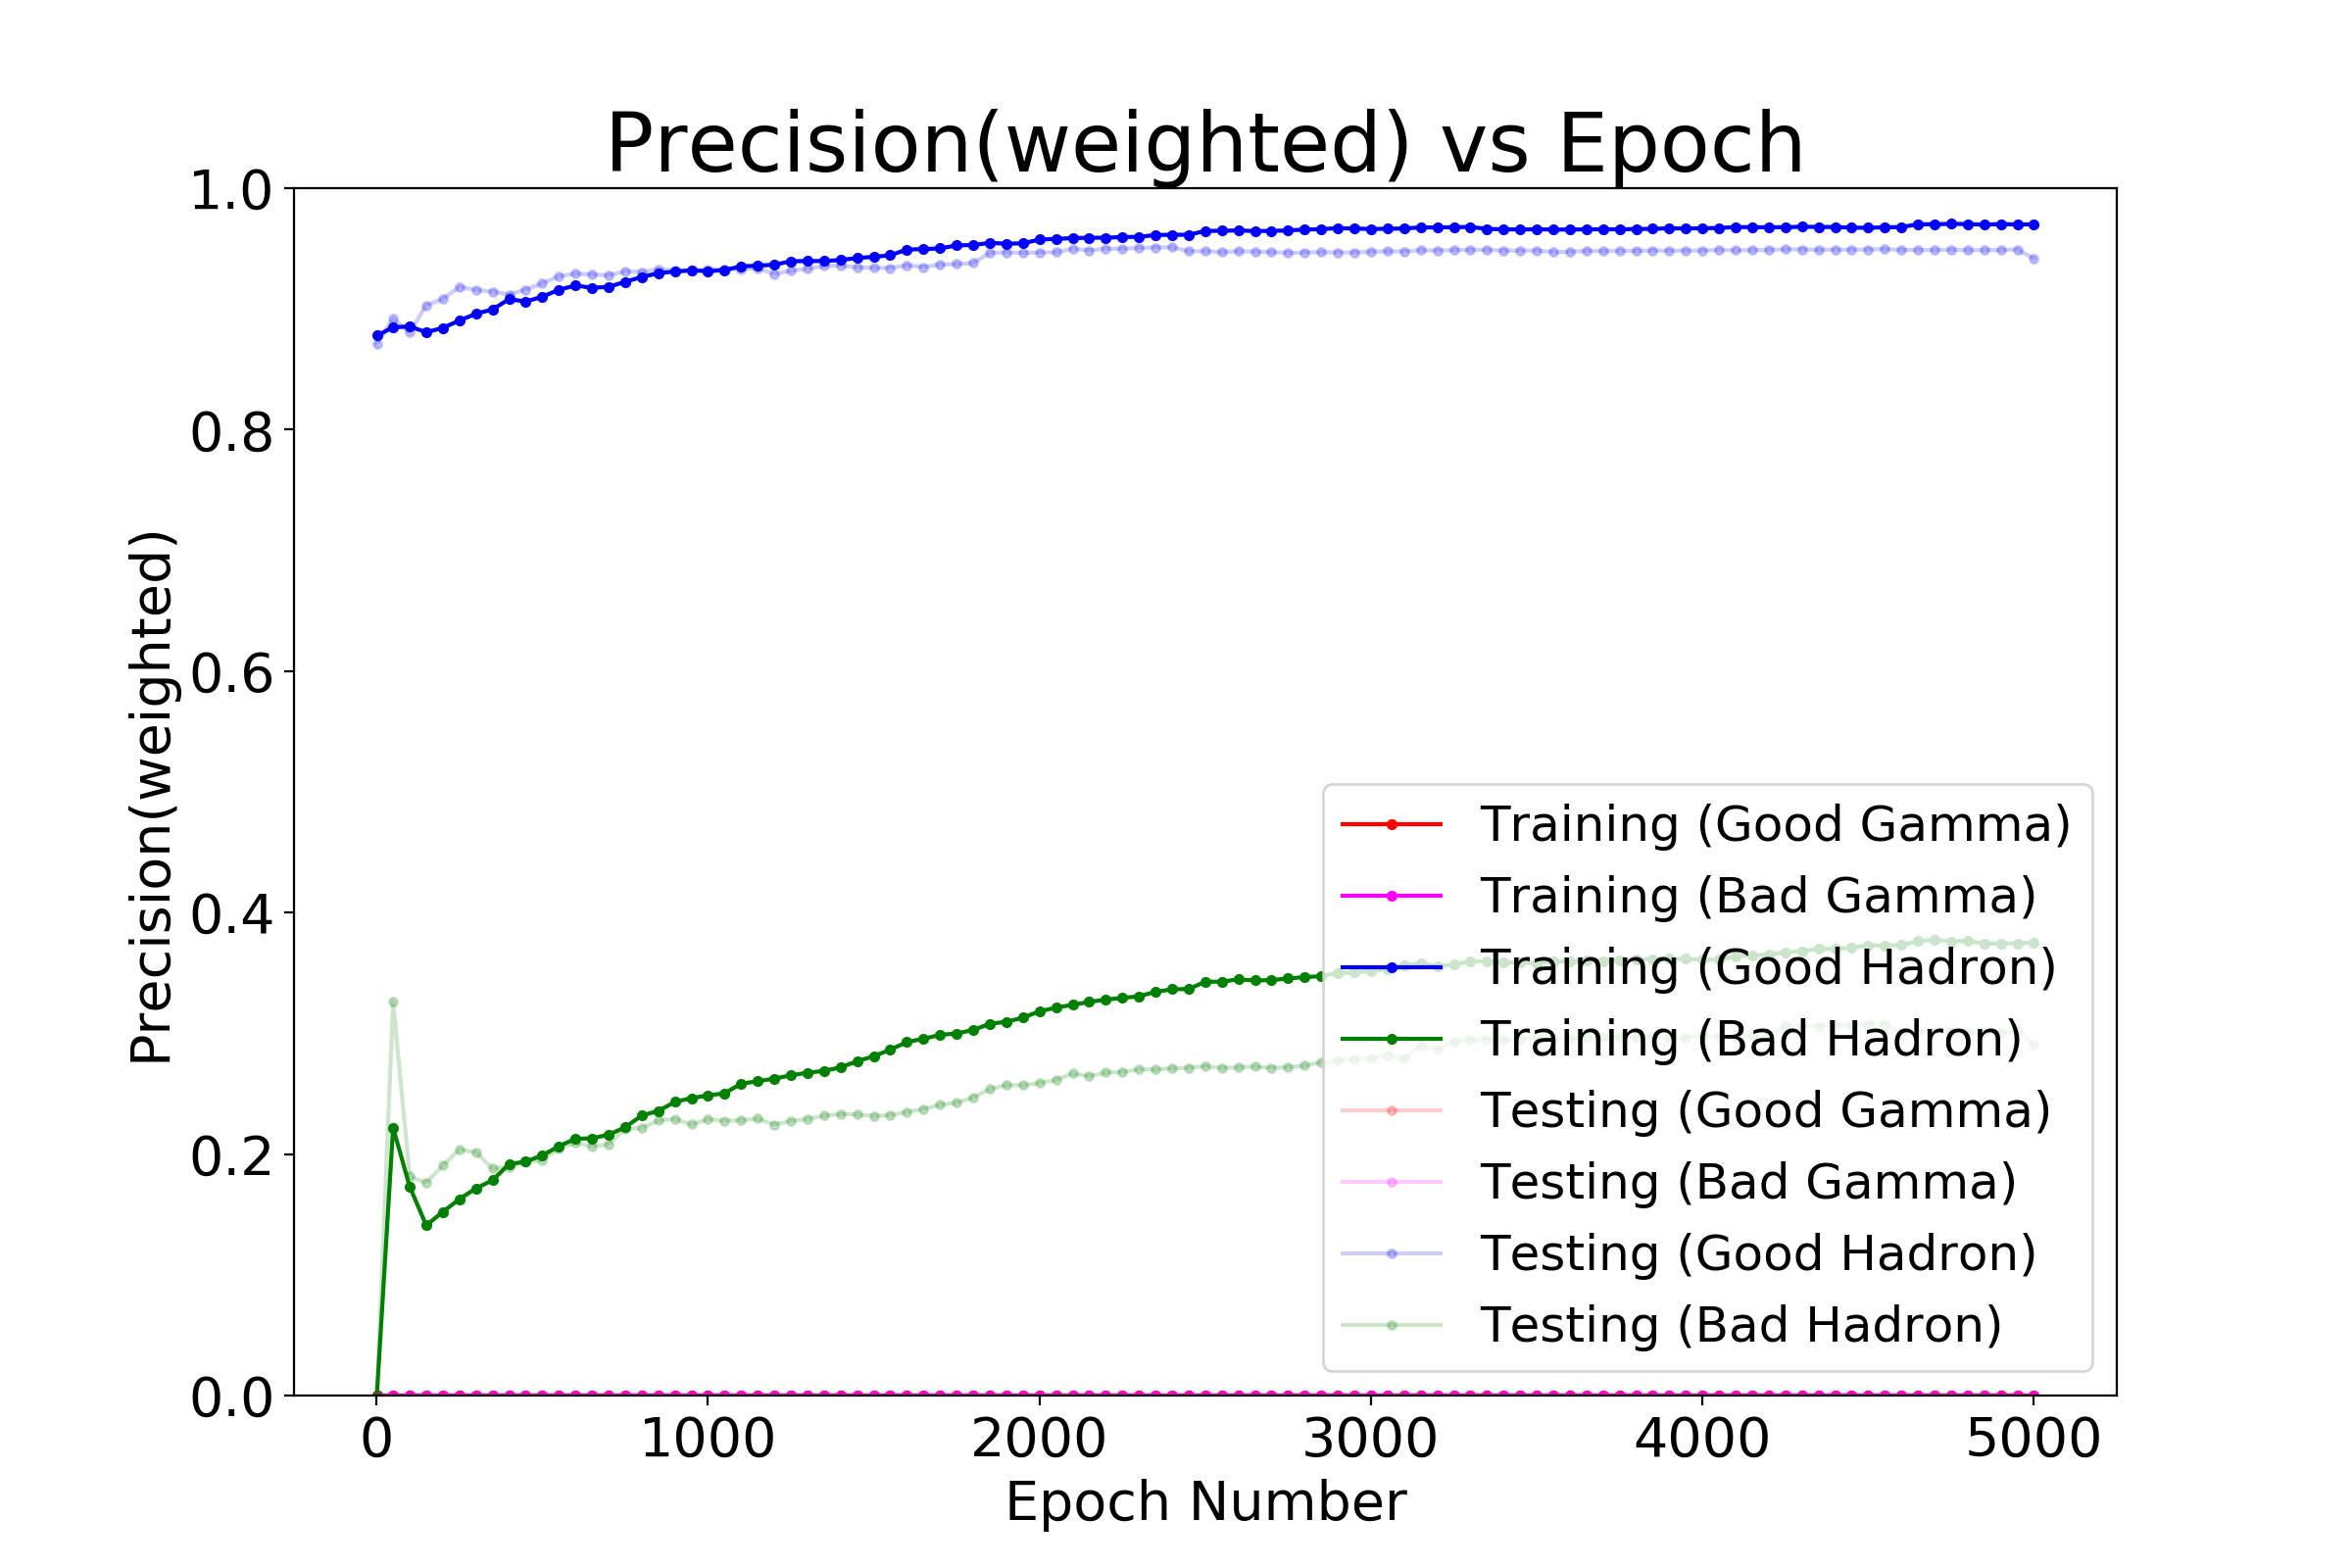 Precision(weighted) vs Epoch
1.0
0.8
0.6
0.4
0.2
0.0
Precision(weighted)
Training (Good Gamma)
Training (Bad Gamma)
Training (Good Hadron)
Training (Bad Hadron)
Testing (Good Gamma)
Testing (Bad Gamma)
Testing (Good Hadron)
Testing (Bad Hadron)
0 1000 2000 3000 4000 5000
Epoch Number